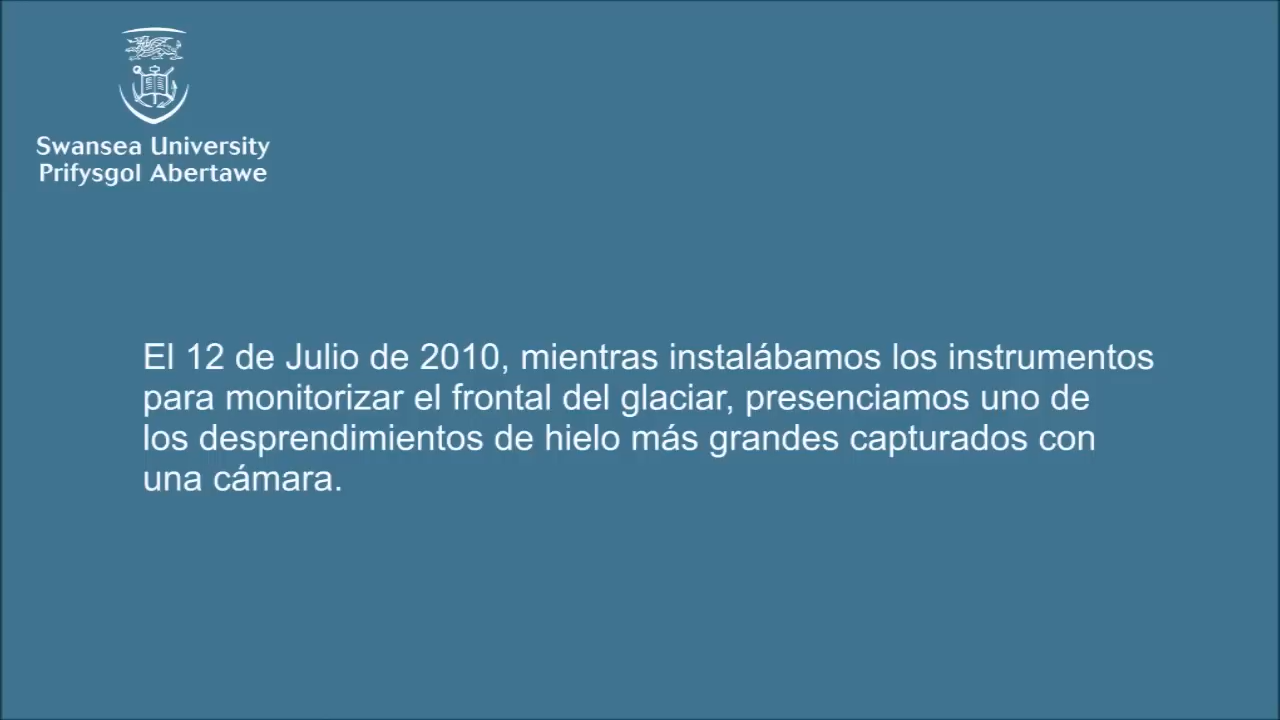 Swansea University
Prifysgol Abertawe
El 12 de Julio de 2010, mientras instalábamos los instrumentos
para monitorizar el frontal del glaciar, presenciamos uno de
los desprendimientos de hielo más grandes capturados con
una cámara.